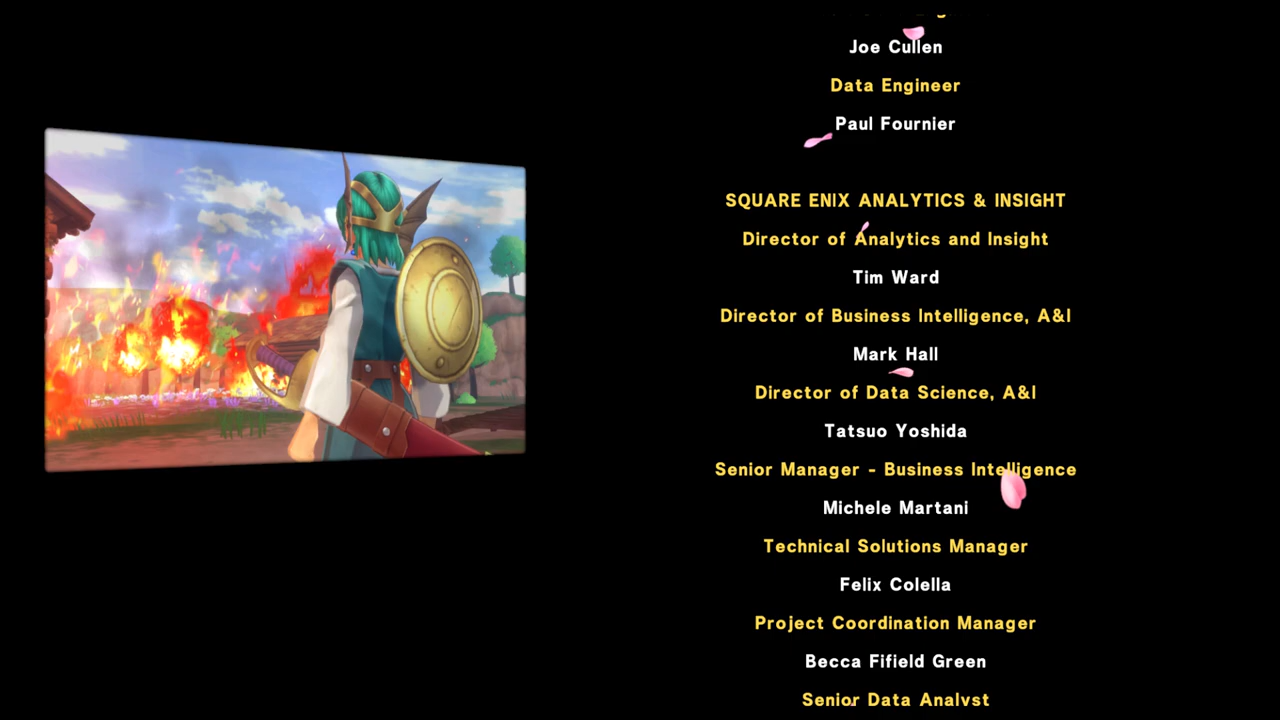 Joe Cullen
Data Engineer
Paul Fournier
SQUARE ENIX ANALYTICS & INSIGHT
Director of Analytics and Insight
Tim Ward
Director of Business Intelligence, A&I
Mark Hall
Director of Data Science, A&I
Tatsuo Yoshida
Senior Manager - Business Intelligence
Michele Martani
Technical Solutions Manager
Felix Colella
Project Coordination Manager
Becca Fifield Green
Senior Data Analyst